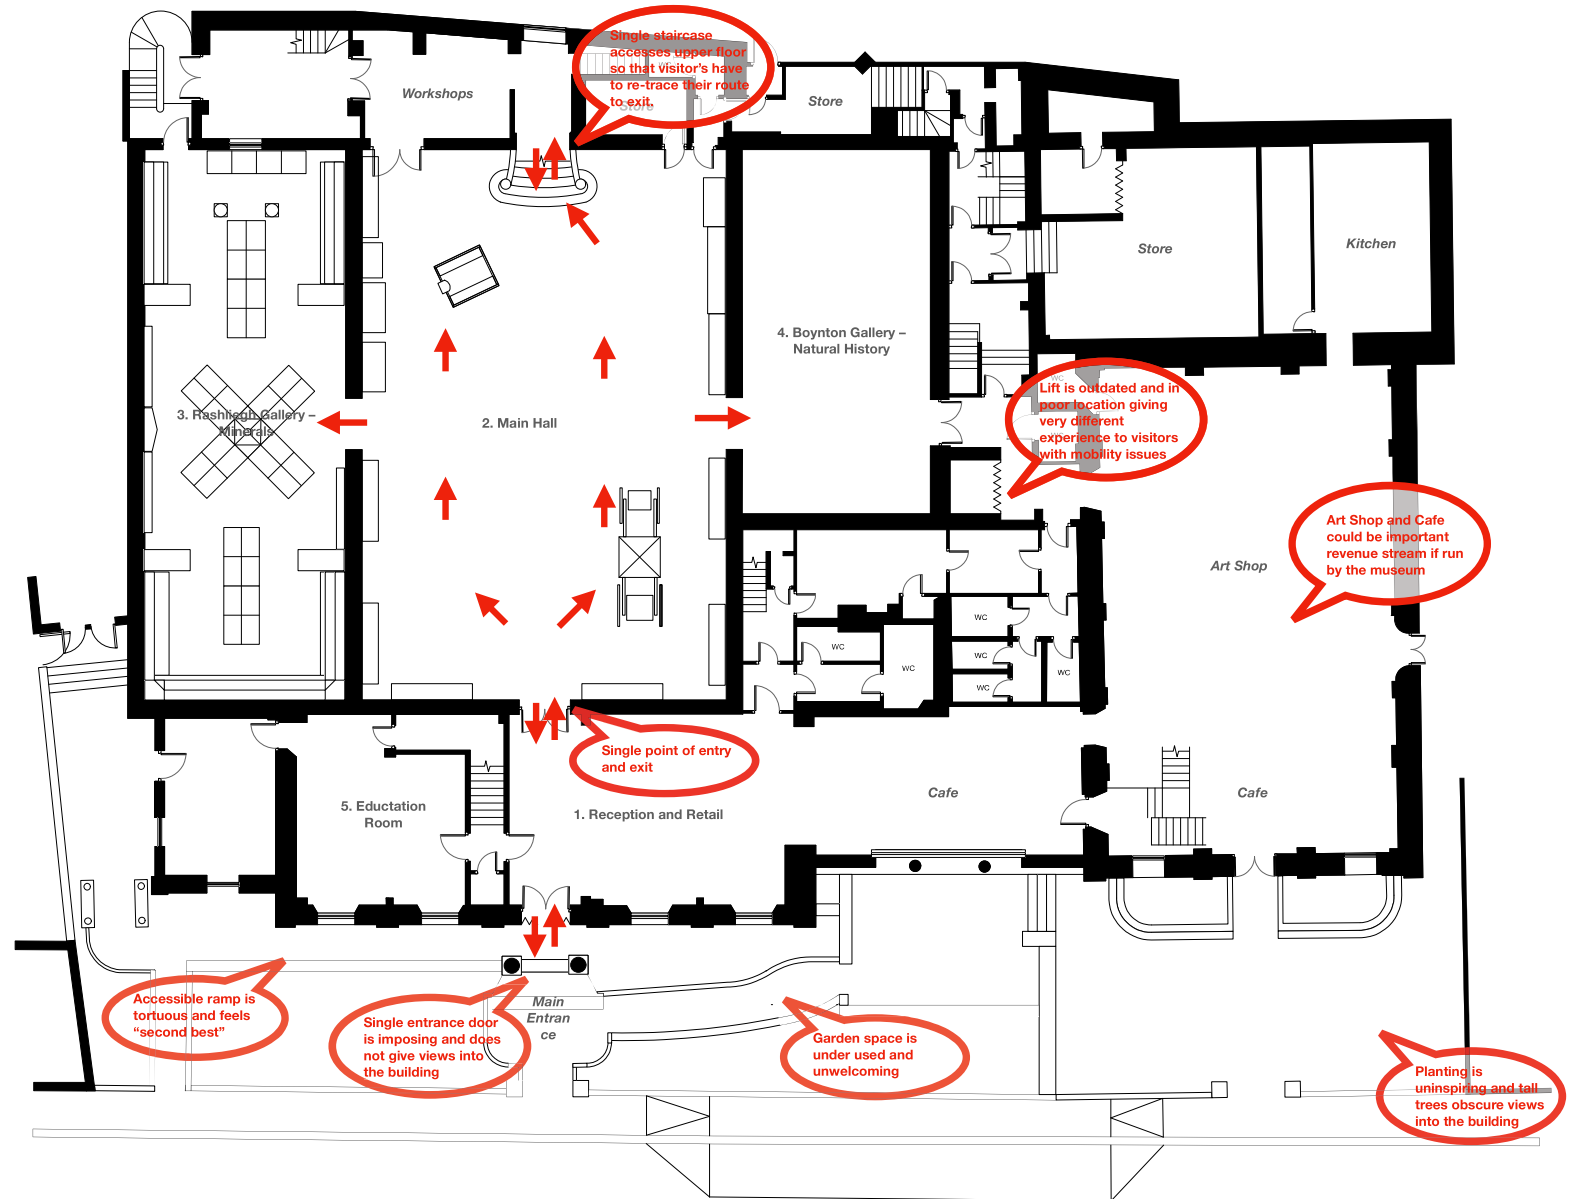 Single staircase
accesses upper floor
so that visitor's have
to re-trace their route
to exit.
WC
Store
Workshops
Store
Store
Kitchen
4. Boynton Gallery –
Natural History
3. Rashliegh Gallery –
Minerals
2. Main Hall
WC
Lift is outdated and in
poor location giving
very different
experience to visitors
with mobility issues
WC
Art Shop and Cafe
could be important
revenue stream if run
by the museum
Art Shop
WC
WC
WC
WC
WC
WC
Single point of entry
and exit
5. Eductation
Room
1. Reception and Retail
Cafe
Cafe
Accessible ramp is
tortuous and feels
“second best”
Main
Entran
ce
Single entrance door
is imposing and does
not give views into
the building
Garden space is
under used and
unwelcoming
Planting is
uninspiring and tall
trees obscure views
into the building